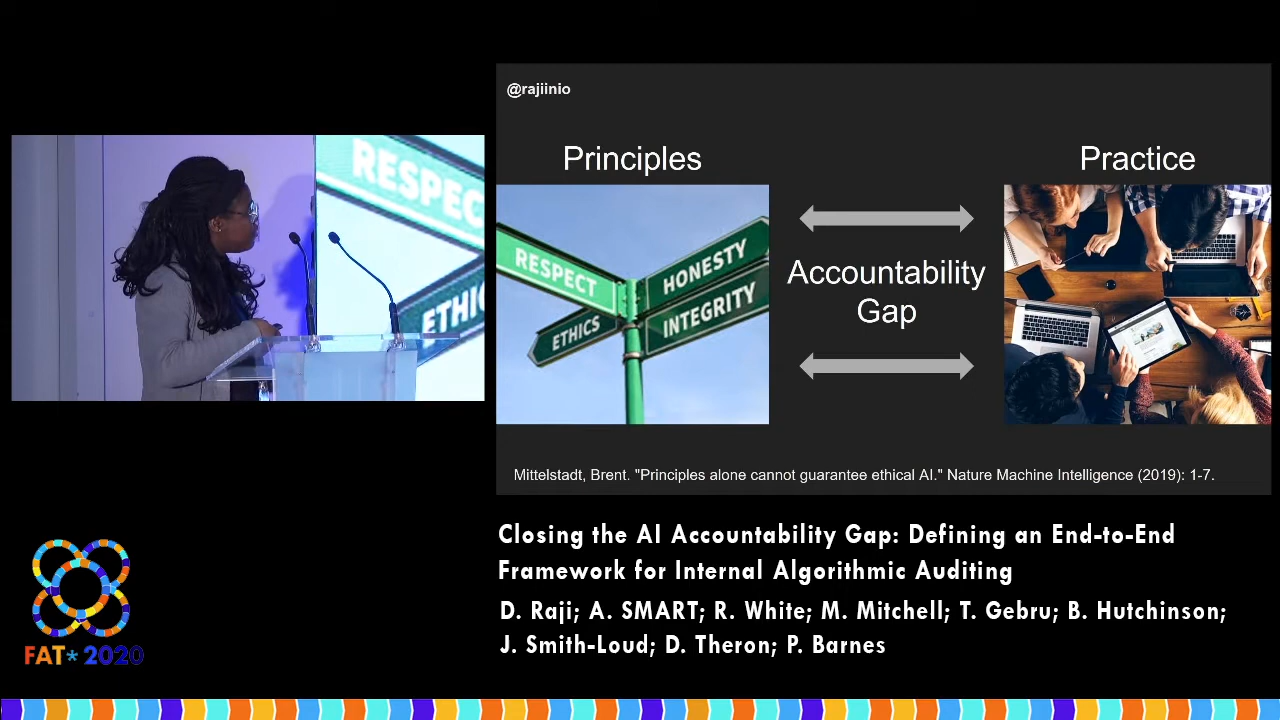 @rajiinio
Principles
Practice
RESPECT
HONESTY
ETHICS
INTEGRITY
Accountability
Gap
Mittelstadt, Brent. "Principles alone cannot guarantee ethical AI." Nature Machine Intelligence (2019): 1-7.
RESPEC
ETHIC
Closing the AI Accountability Gap: Defining an End-to-End
Framework for Internal Algorithmic Auditing
D. Raji; A. SMART; R. White; M. Mitchell; T. Gebru; B. Hutchinson;
J. Smith-Loud; D. Theron; P. Barnes
FAT* 2020